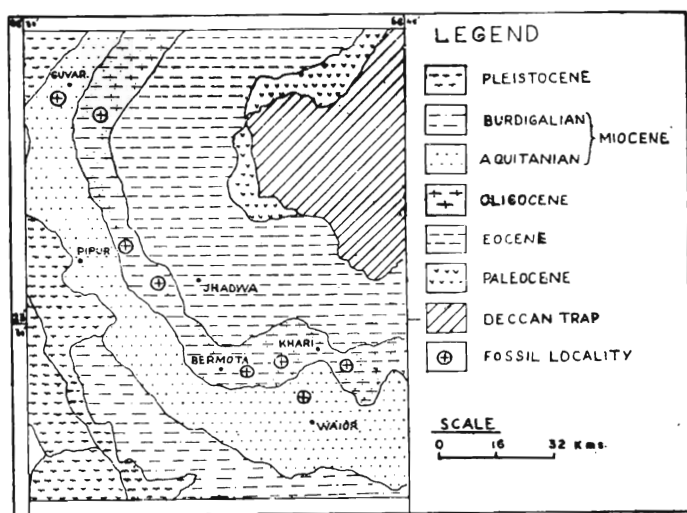 LEGEND
PLEISTOCENE
BURDIGALIAN
MIOCENE
AQUITANIAN
OLIGOCENE
EOCENE
PALEOCENE
DECCAN TRAP
FOSSIL LOCALITY
SCALE
0 16 32 Kms.
GUVAR
PIPUR
JHADWA
KHARI
BERMOTA
WAIOR